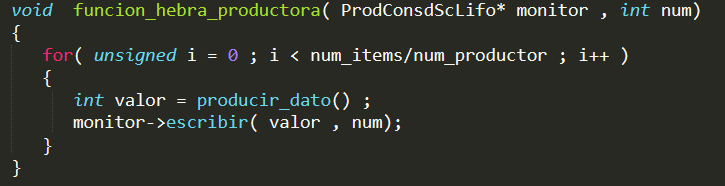 void  funcion_hebra_productora( ProdConsdScLifo* monitor , int num)
{
for( unsigned i = 0 ; i < num_items/num_productor ; i++ )
{
int valor = producir_dato() ;
monitor->escribir( valor , num);
}
}